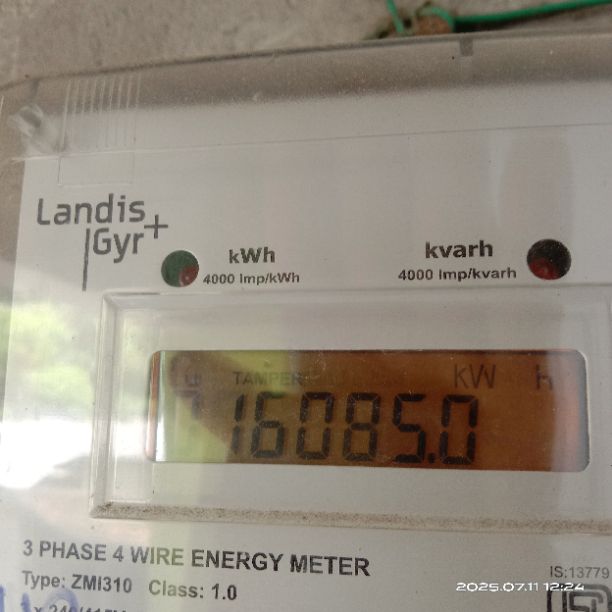 Landis
Gyr+
kWh
4000 Imp/kWh
kvarh
4000 Imp/kvarh
TAMPER
kW h
16085.0
3 PHASE 4 WIRE ENERGY METER
Type: ZMI310 Class: 1.0
IS:13779
2025.07.11 12:24